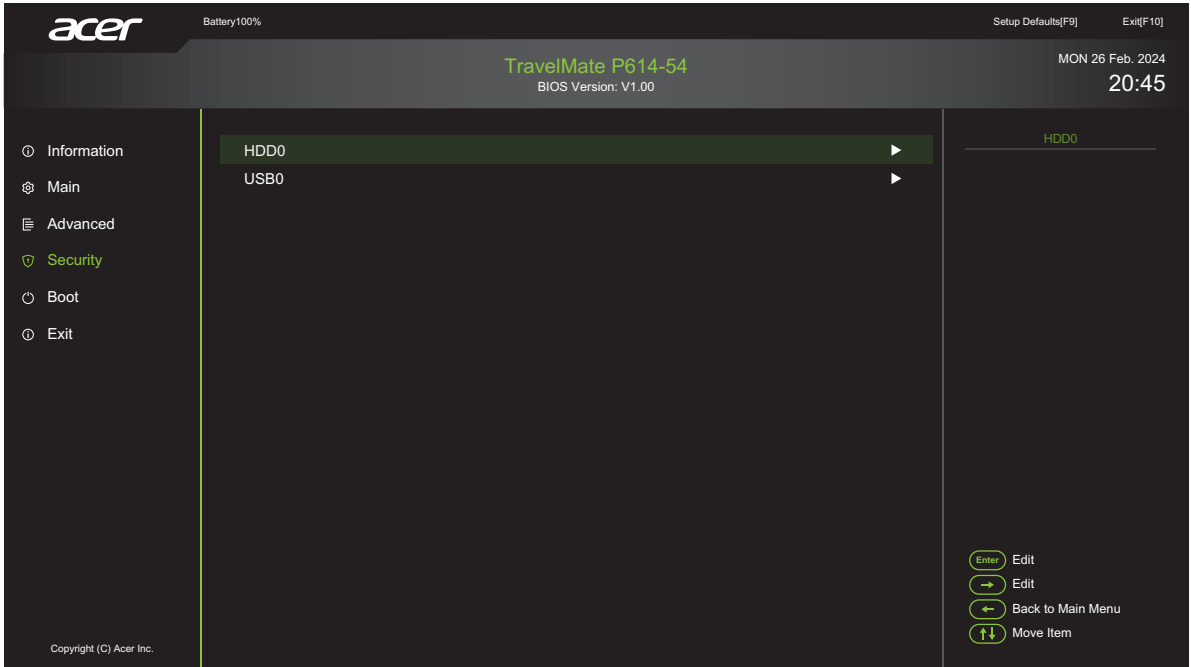 acer
Battery100%
Setup Defaults[F9]
Exit[F10]
TravelMate P614-54
BIOS Version: V1.00
MON 26 Feb. 2024
20:45
Information
Main
Advanced
Security
Boot
Exit
HDD0
USB0
HDD0
Enter Edit
→ Edit
← Back to Main Menu
↑↓ Move Item
Copyright (C) Acer Inc.